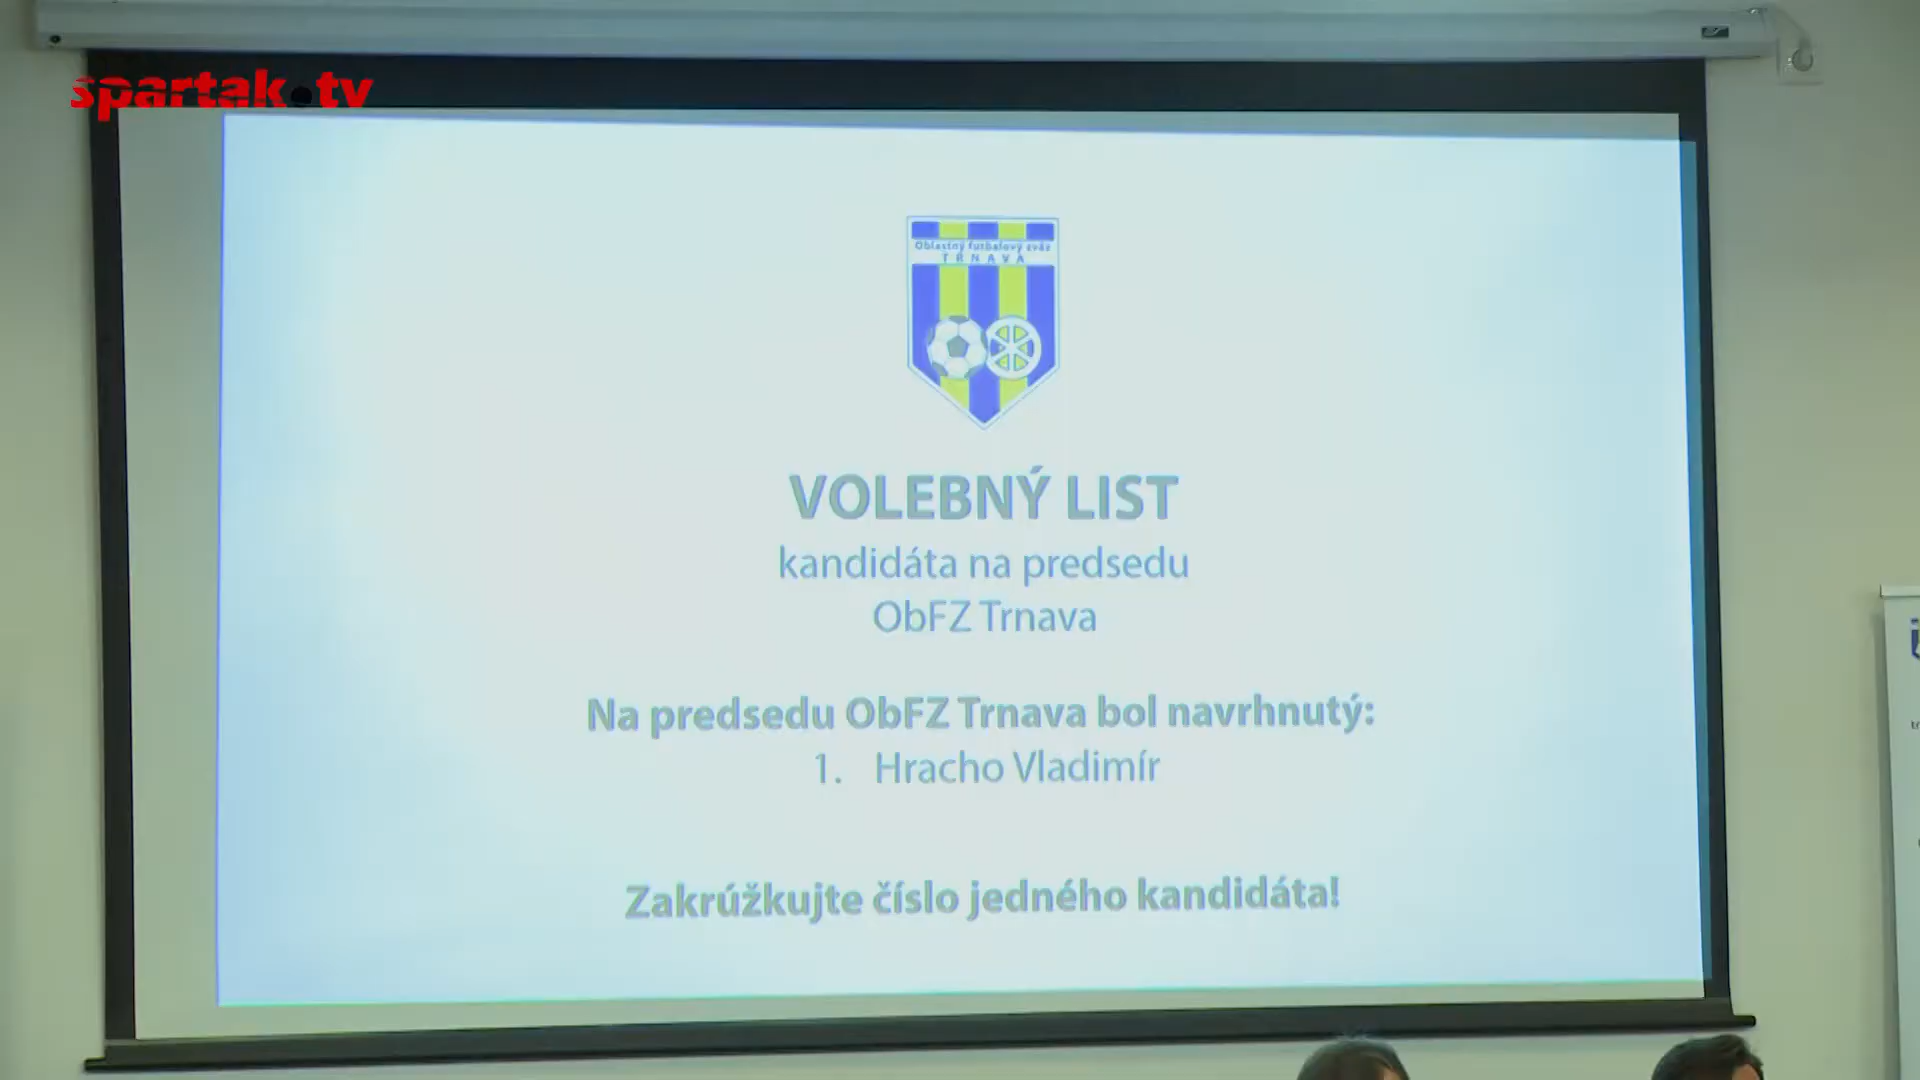 spartak.tv
Oblastný futbalový zväz
TRNAVA
VOLEBNÝ LIST
kandidáta na predsedu
ObFZ Trnava
Na predsedu ObFZ Trnava bol navrhnutý:
1. Hracho Vladimír
Zakrúžkujte číslo jedného kandidáta!